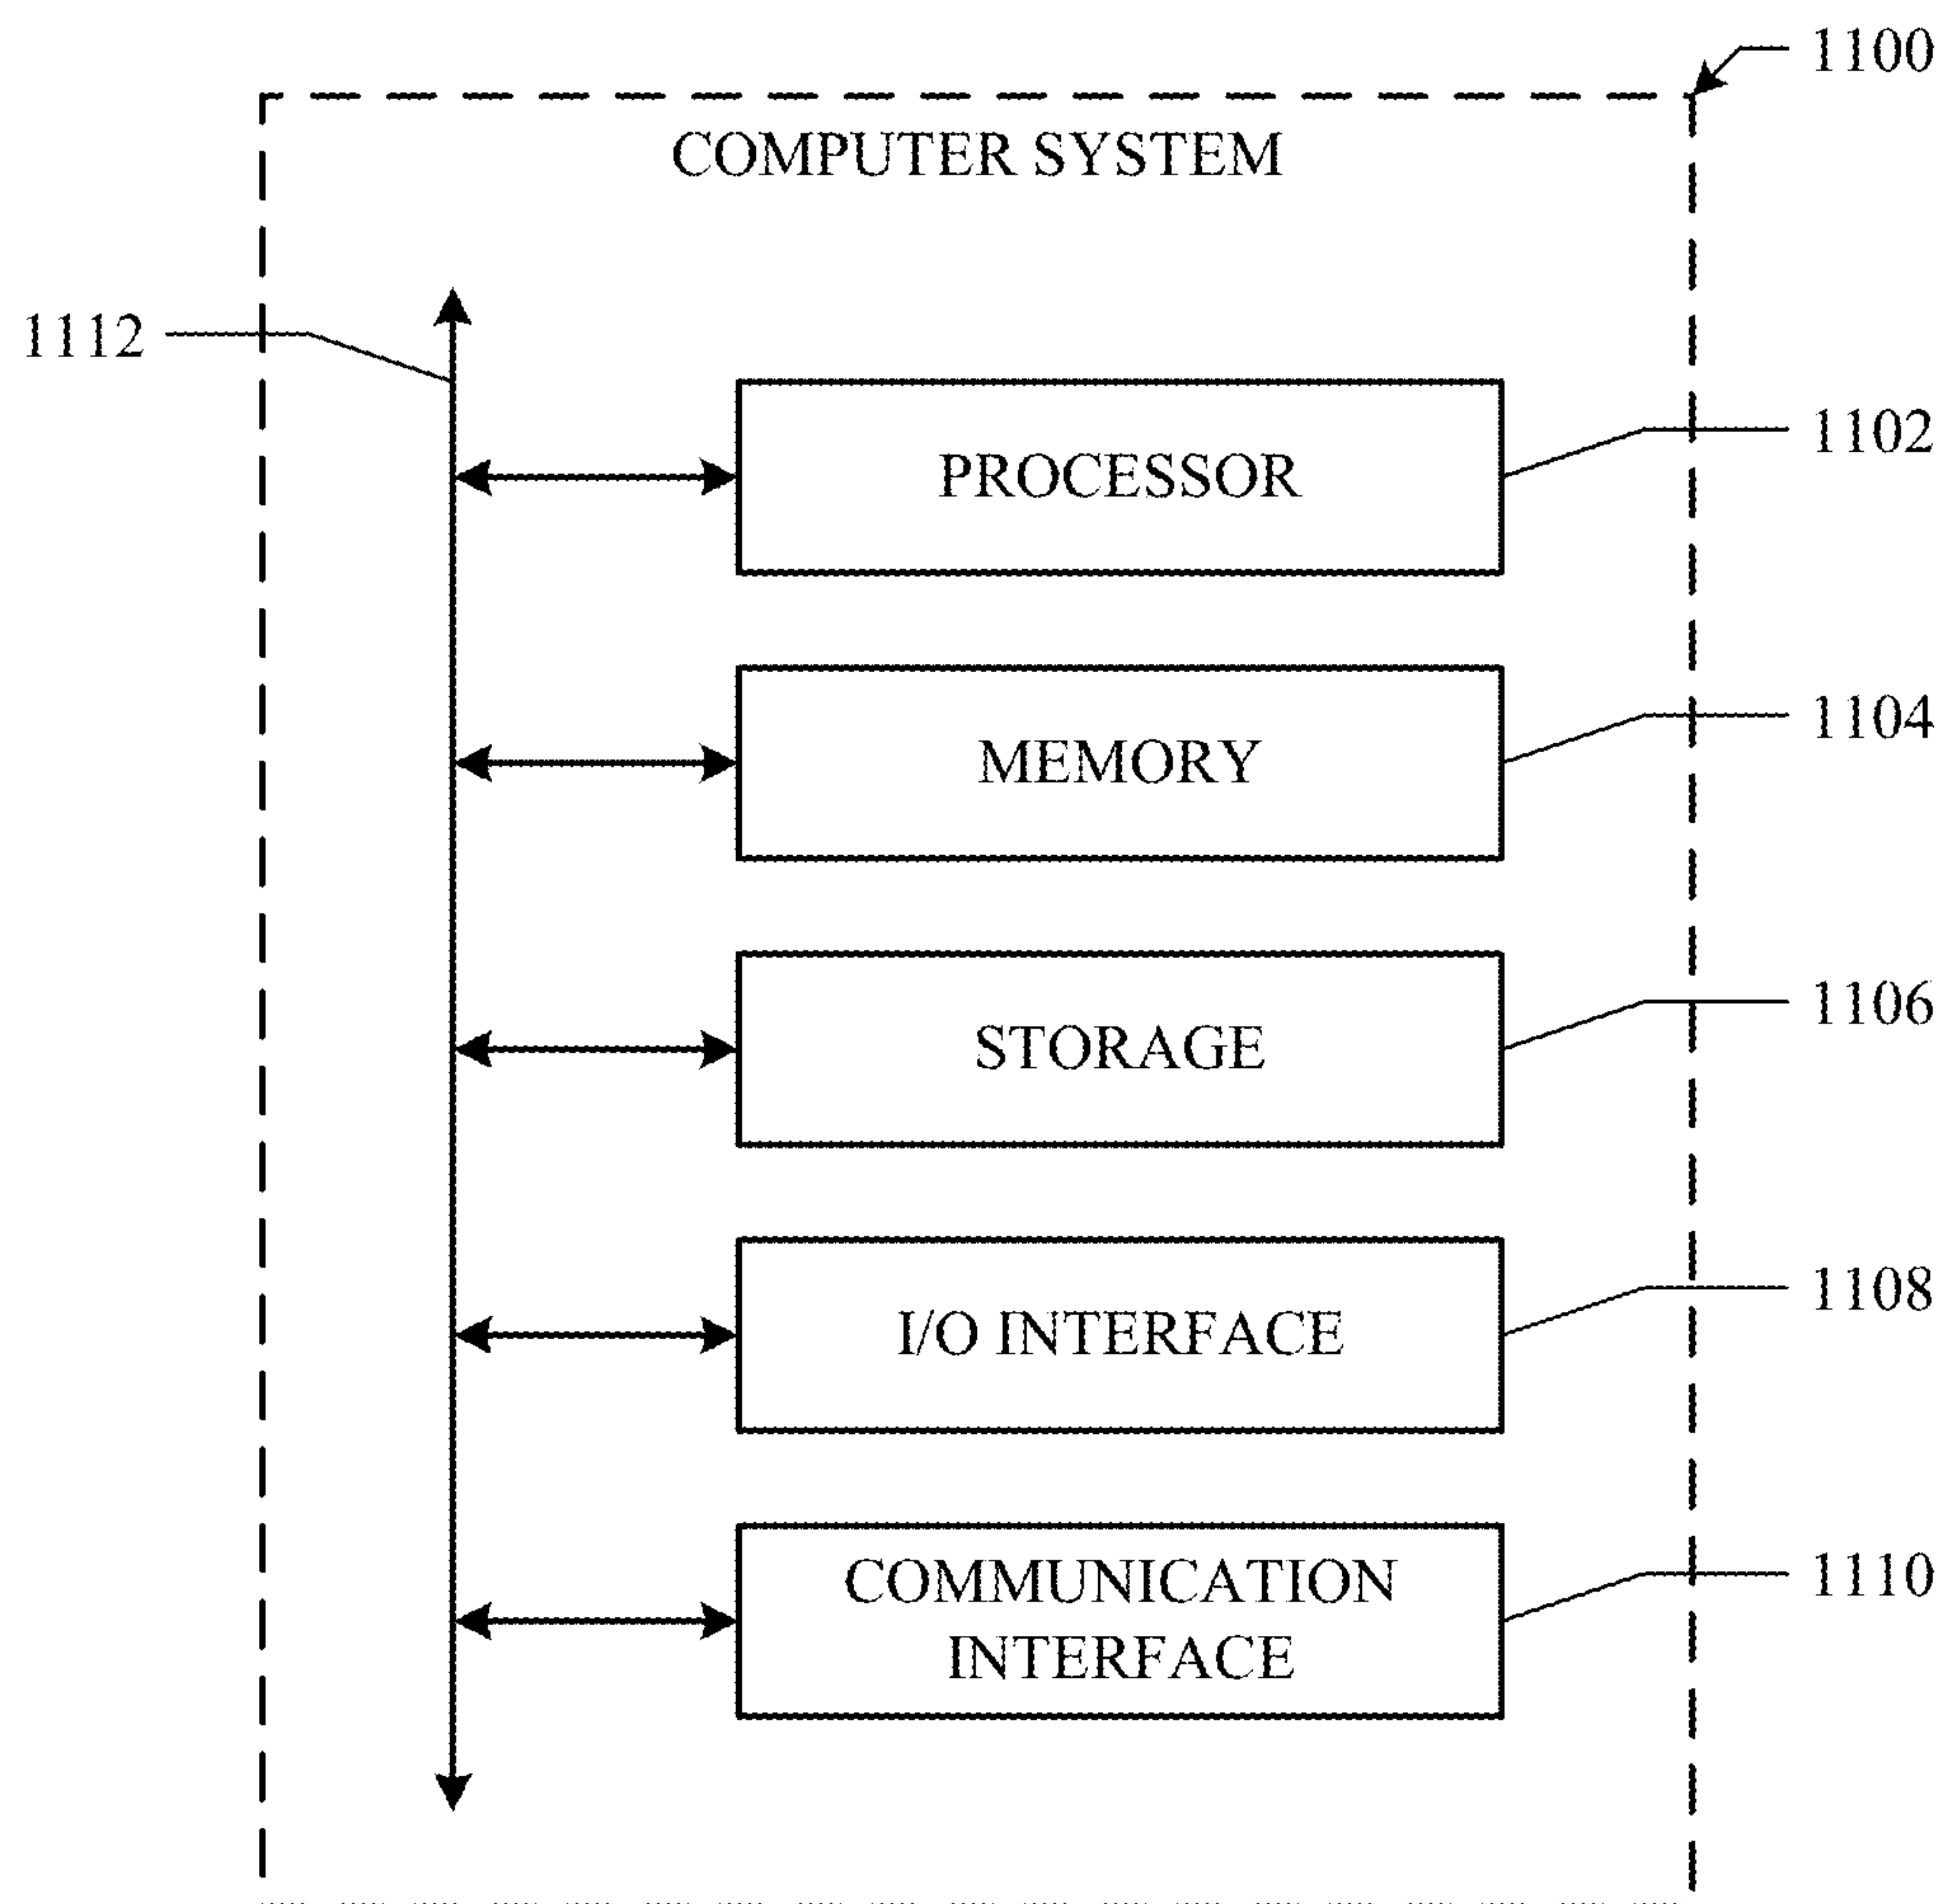 1100
COMPUTER SYSTEM
1112
1102
PROCESSOR
1104
MEMORY
1106
STORAGE
1108
I/O INTERFACE
1110
COMMUNICATION
INTERFACE